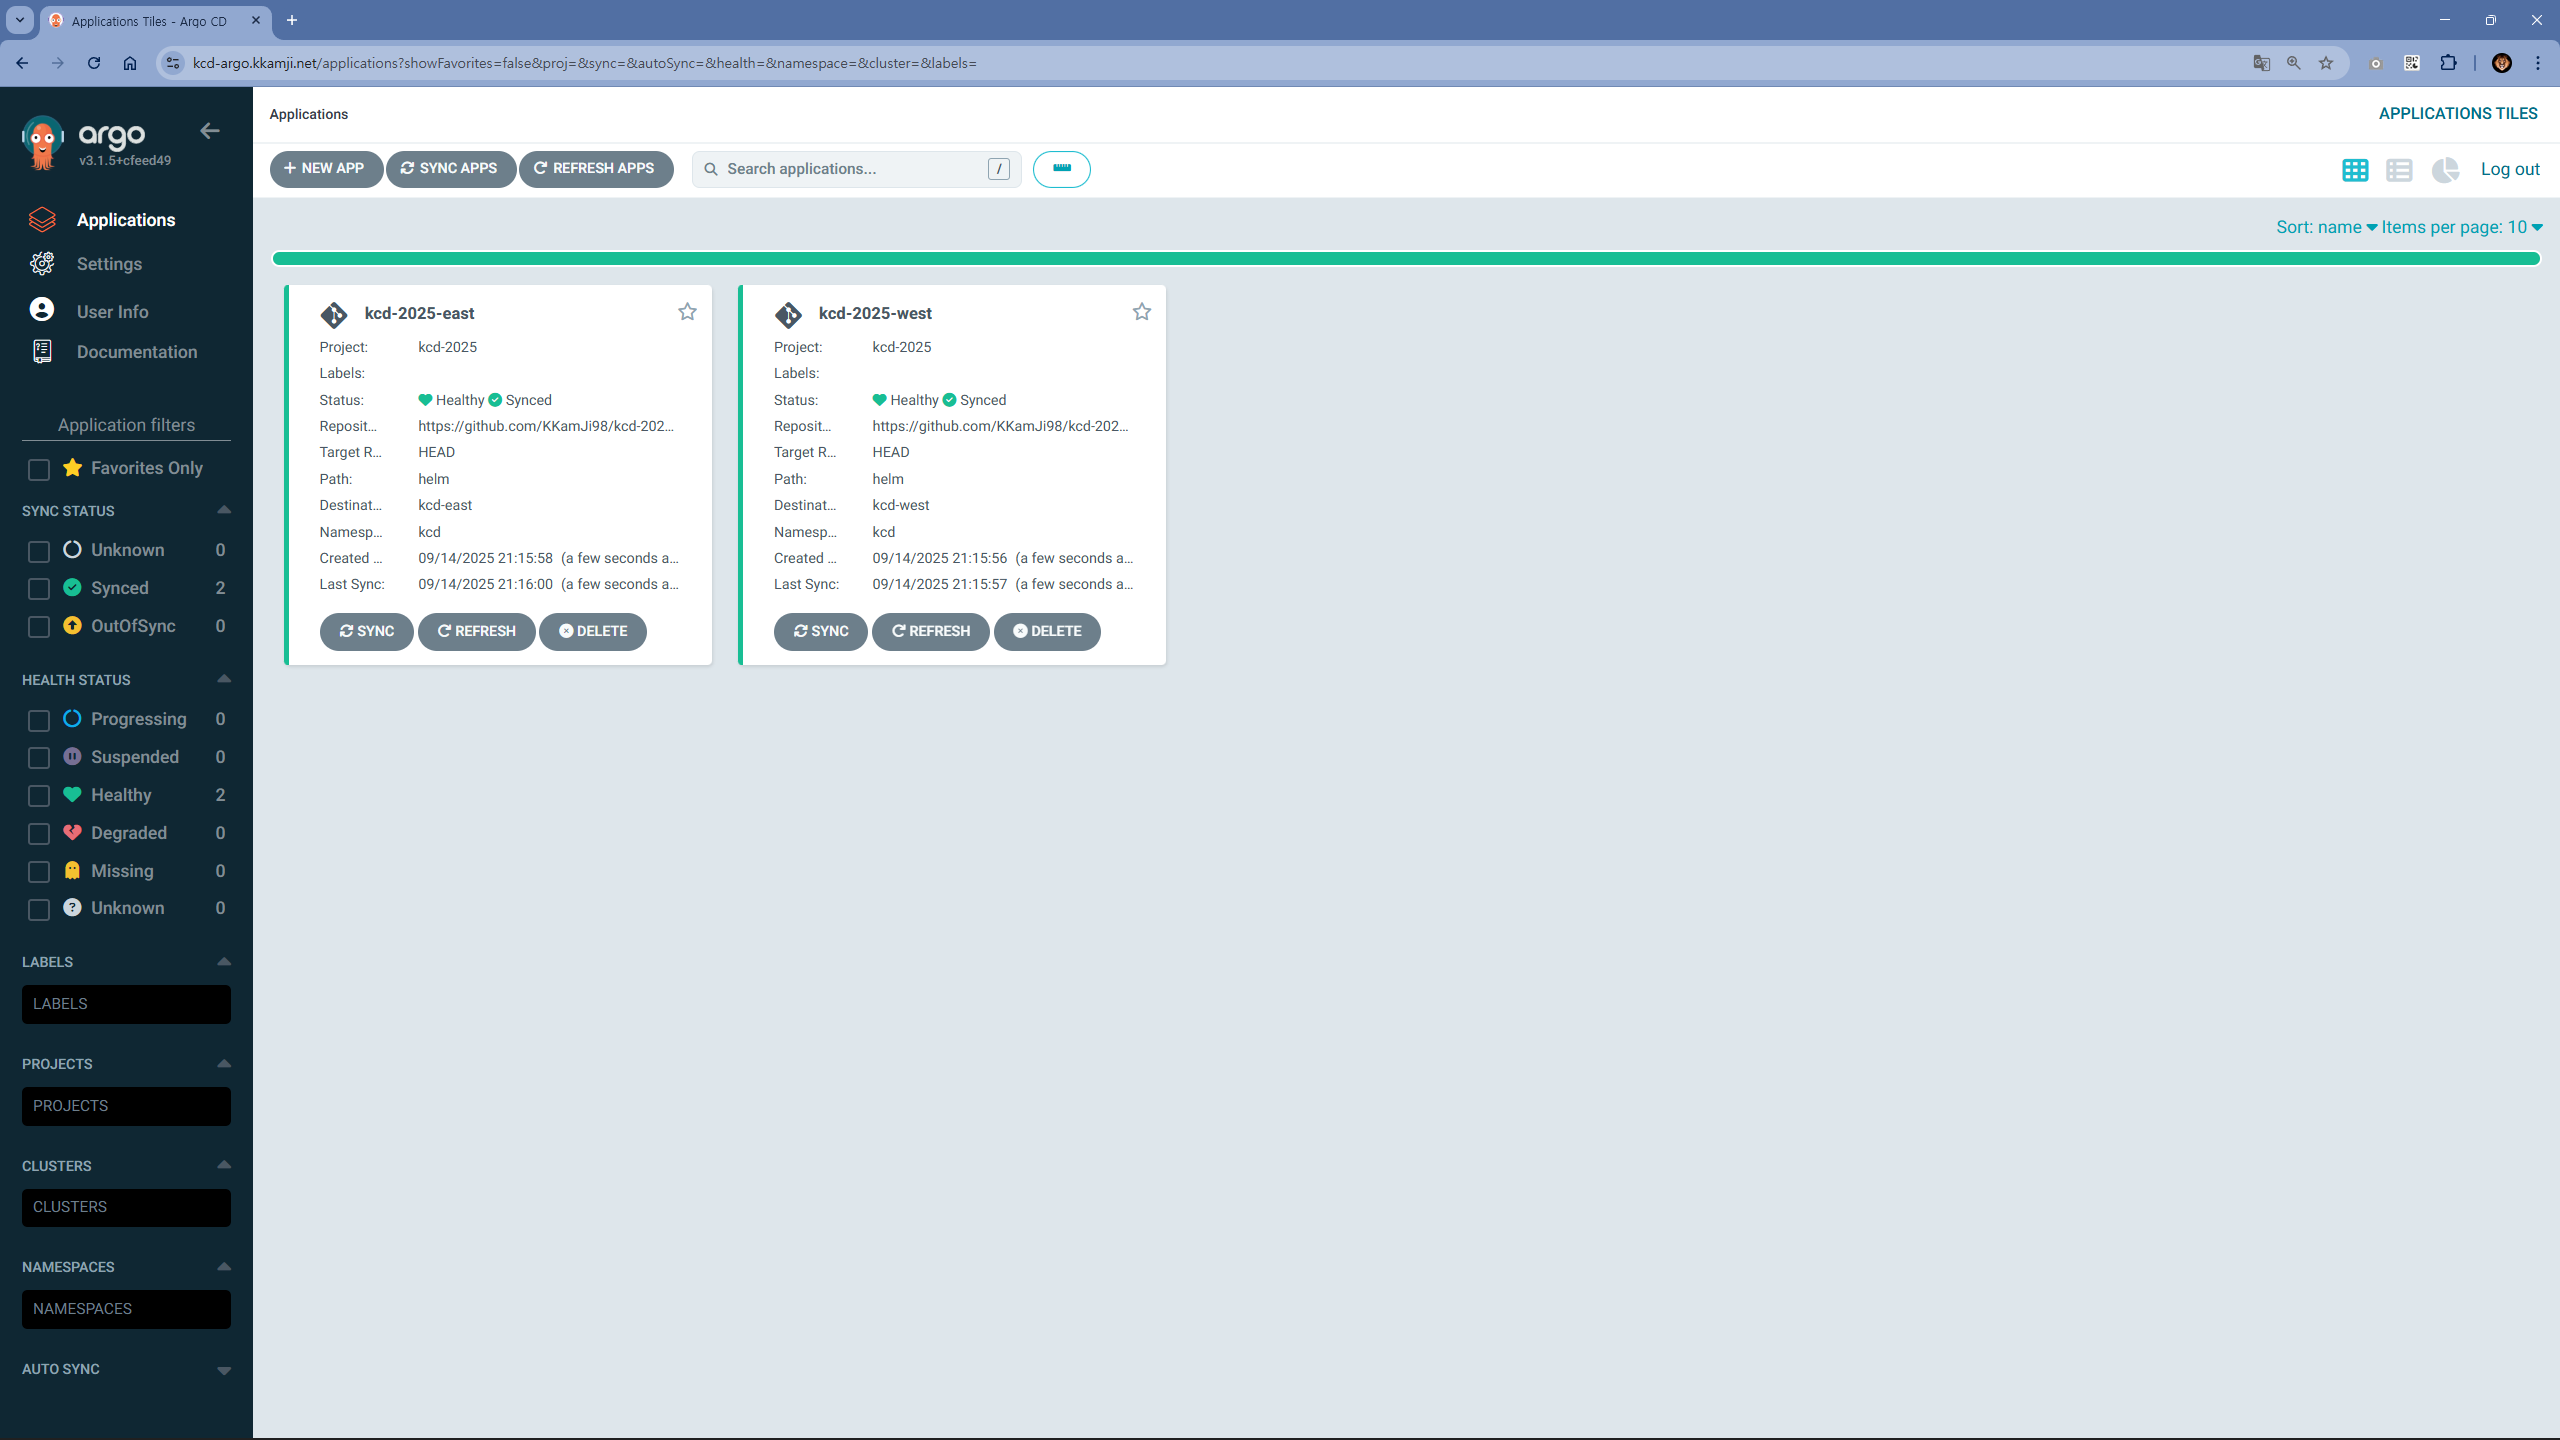 Applications Tiles - Argo CD
kcd-argo.kkamji.net/applications?showFavorites=false&proj=&sync=&autoSync=&health=&namespace=&cluster=&labels=
argo
v3.1.5+cfeed49
Applications
Settings
User Info
Documentation
Application filters
Favorites Only
SYNC STATUS
Unknown 0
Synced 2
OutOfSync 0
HEALTH STATUS
Progressing 0
Suspended 0
Healthy 2
Degraded 0
Missing 0
Unknown 0
LABELS
LABELS
PROJECTS
PROJECTS
CLUSTERS
CLUSTERS
NAMESPACES
NAMESPACES
AUTO SYNC
Applications
APPLICATIONS TILES
NEW APP SYNC APPS REFRESH APPS Search applications... / Log out
Sort: name Items per page: 10
kcd-2025-east
Project: kcd-2025
Labels:
Status: Healthy Synced
Reposit... https://github.com/KKamJi98/kcd-202...
Target R... HEAD
Path: helm
Destinat... kcd-east
Namesp... kcd
Created ... 09/14/2025 21:15:58 (a few seconds a...
Last Sync: 09/14/2025 21:16:00 (a few seconds a...
SYNC REFRESH DELETE
kcd-2025-west
Project: kcd-2025
Labels:
Status: Healthy Synced
Reposit... https://github.com/KKamJi98/kcd-202...
Target R... HEAD
Path: helm
Destinat... kcd-west
Namesp... kcd
Created ... 09/14/2025 21:15:56 (a few seconds a...
Last Sync: 09/14/2025 21:15:57 (a few seconds a...
SYNC REFRESH DELETE